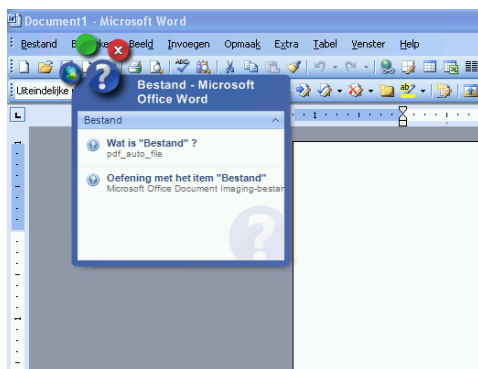 Document1 - Microsoft Word
Bestand Beeld Invoegen Opmaak Extra Tabel Venster Help
Uiteindelijke
Bestand - Microsoft
Office Word
Bestand
Wat is "Bestand" ?
pdf_auto_file
Oefening met het item "Bestand"
Microsoft Office Document Imaging-bestan
1